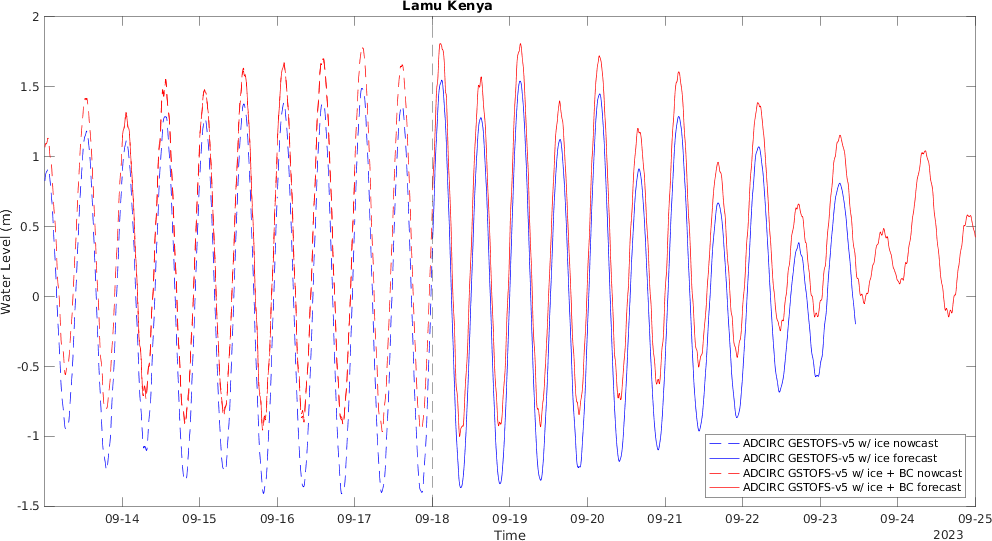 Lamu Kenya
2
1.5
1
0.5
0
-0.5
-1
-1.5
Water Level (m)
09-14 09-15 09-16 09-17 09-18 09-19 09-20 09-21 09-22 09-23 09-24 09-25
Time
2023
ADCIRC GESTOFS-v5 w/ ice nowcast
ADCIRC GESTOFS-v5 w/ ice forecast
ADCIRC GSTOFS-v5 w/ ice + BC nowcast
ADCIRC GSTOFS-v5 w/ ice + BC forecast